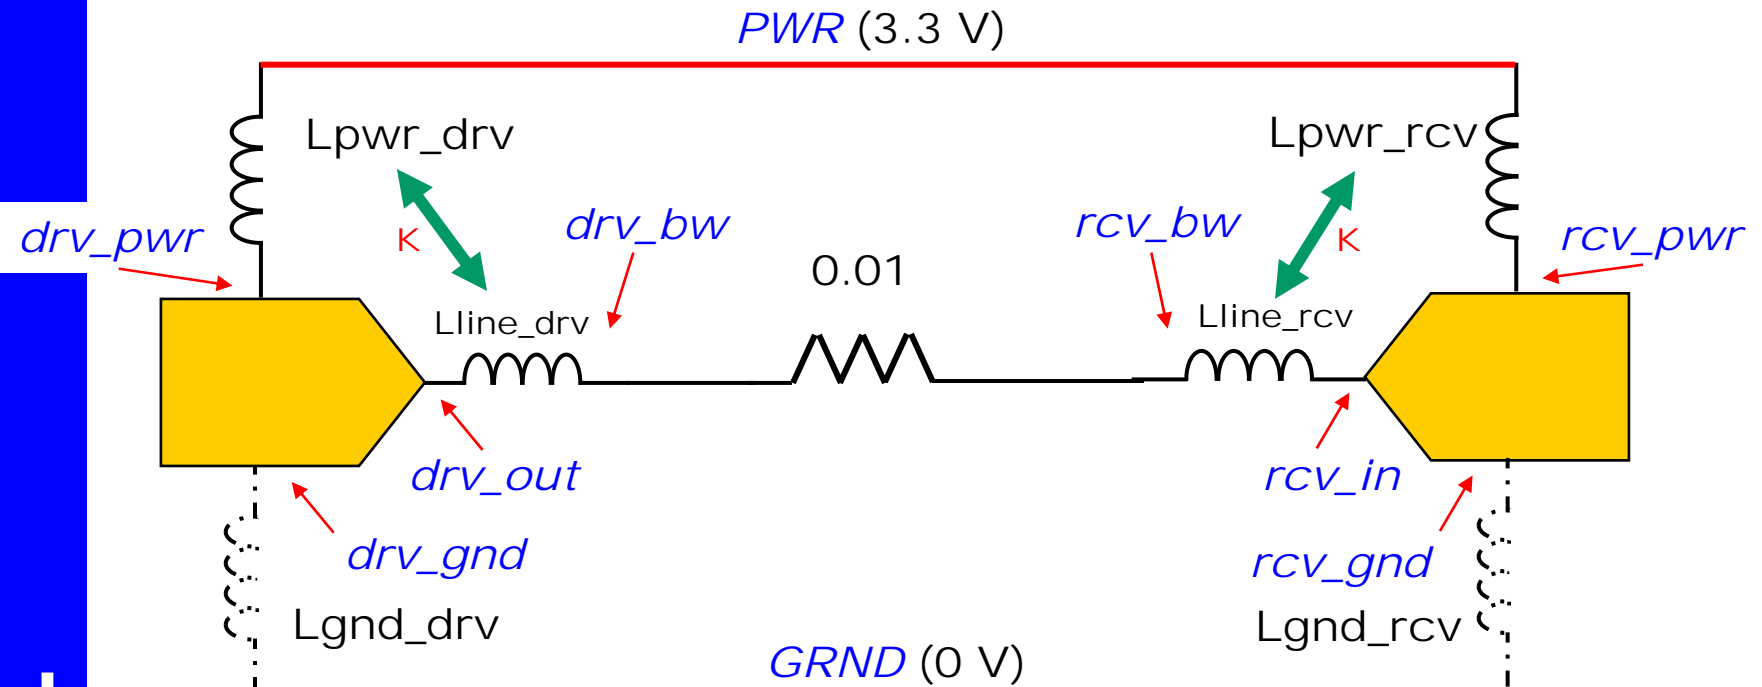 PWR (3.3 V)
Lpwr_drv
Lpwr_rcv
drv_pwr
K
drv_bw
rcv_bw
K
rcv_pwr
0.01
Lline_drv
Lline_rcv
drv_out
rcv_in
drv_gnd
rcv_gnd
Lgnd_drv
Lgnd_rcv
GRND (0 V)